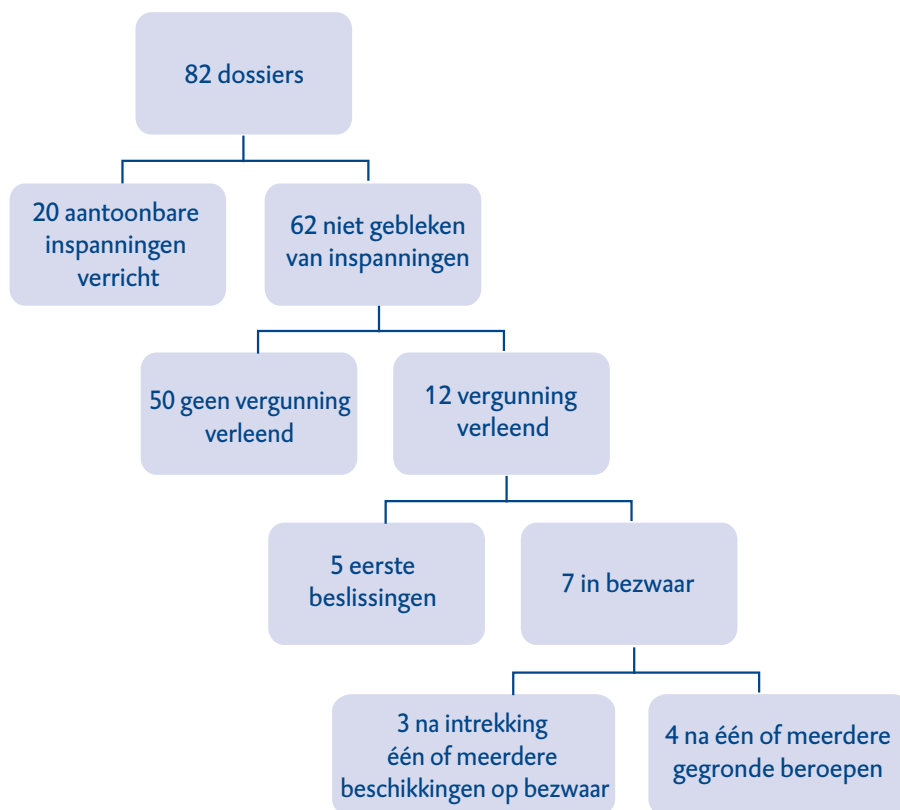 82 dossiers
20 aantoonbare
inspanningen
verricht
62 niet gebleken
van inspanningen
50 geen vergunning
verleend
12 vergunning
verleend
5 eerste
beslissingen
7 in bezwaar
3 na intrekking
één of meerdere
beschikkingen op bezwaar
4 na één of meerdere
gegronde beroepen